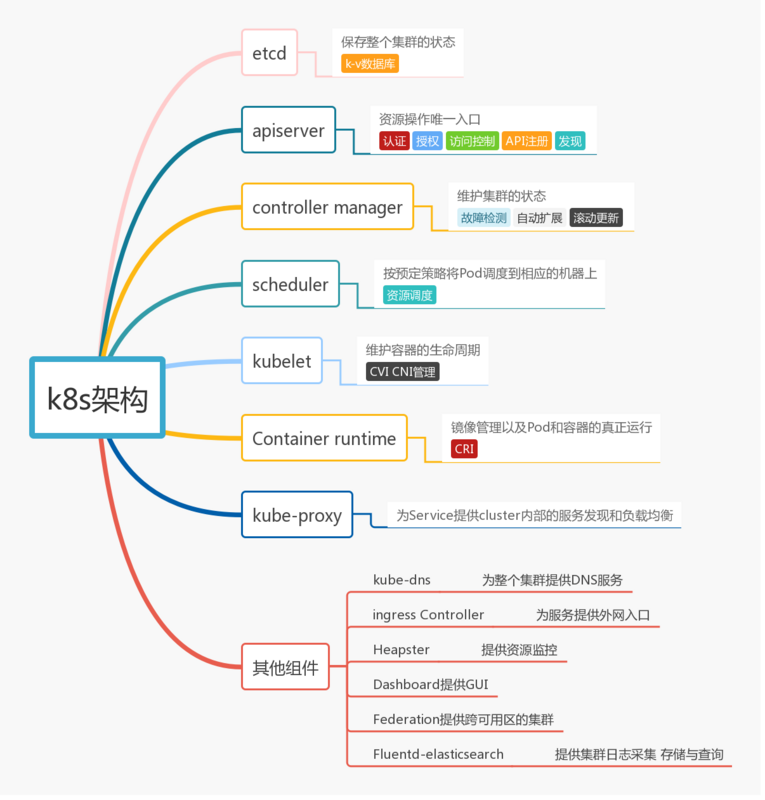 k8s架构
etcd
保存整个集群的状态
k-v数据库
apiserver
资源操作唯一入口
认证 授权 访问控制 API注册 发现
controller manager
维护集群的状态
故障检测 自动扩展 滚动更新
scheduler
按预定策略将Pod调度到相应的机器上
资源调度
kubelet
维护容器的生命周期
CVI CNI管理
Container runtime
镜像管理以及Pod和容器的真正运行
CRI
kube-proxy
为Service提供cluster内部的服务发现和负载均衡
其他组件
kube-dns 为整个集群提供DNS服务
ingress Controller 为服务提供外网入口
Heapster 提供资源监控
Dashboard提供GUI
Federation提供跨可用区的集群
Fluentd-elasticsearch 提供集群日志采集 存储与查询